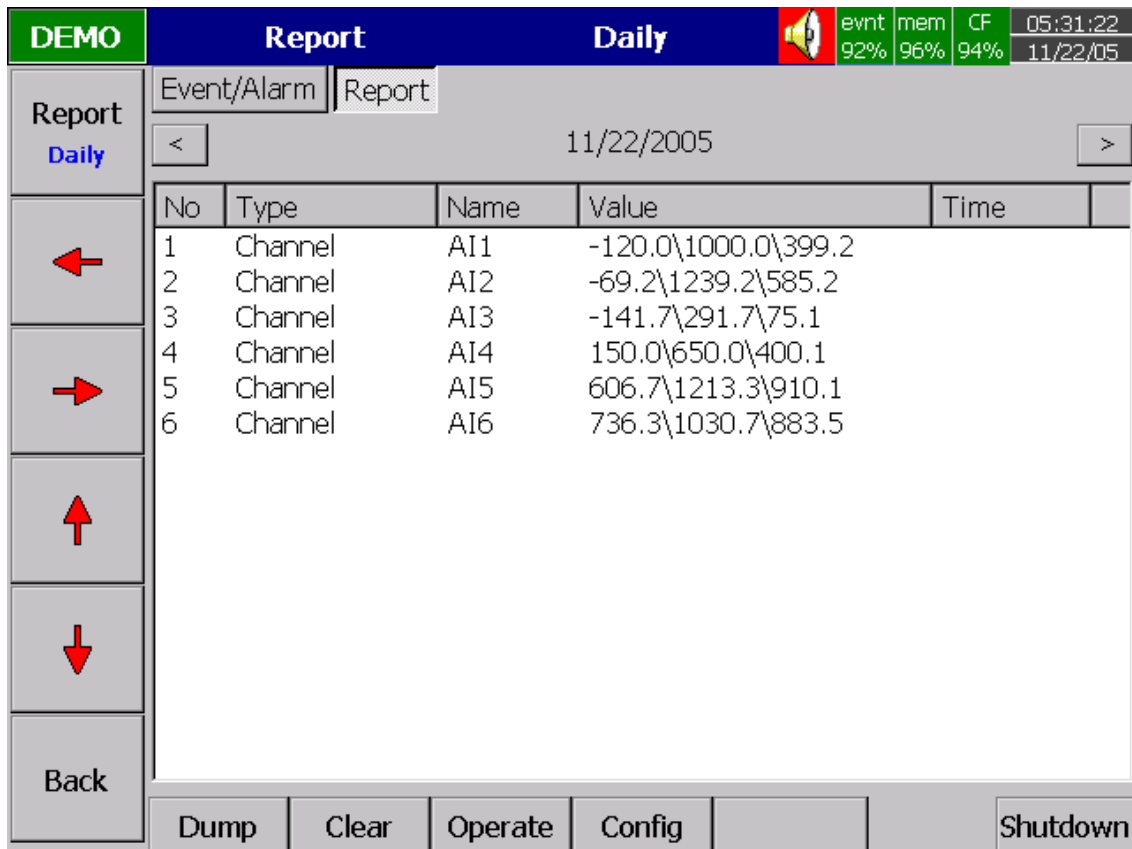 DEMO Report Daily evnt mem CF 05:31:22
92% 96% 94% 11/22/05
Report
Daily
Event/Alarm Report
< 11/22/2005 >
No Type Name Value Time
1 Channel AI1 -120.0\1000.0\399.2
2 Channel AI2 -69.2\1239.2\585.2
3 Channel AI3 -141.7\291.7\75.1
4 Channel AI4 150.0\650.0\400.1
5 Channel AI5 606.7\1213.3\910.1
6 Channel AI6 736.3\1030.7\883.5
Back
Dump Clear Operate Config Shutdown